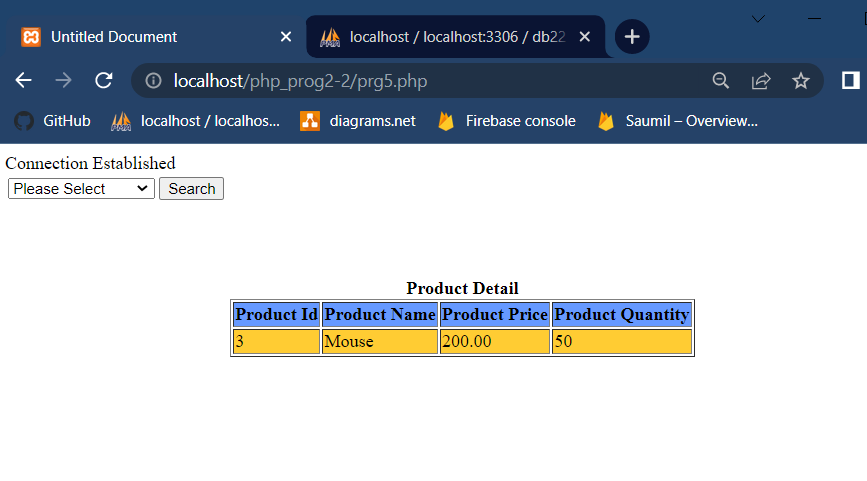 Untitled Document
localhost / localhost:3306 / db22
localhost/php_prog2-2/prg5.php
GitHub localhost / localhos... diagrams.net Firebase console Saumil – Overview...
Connection Established
Please Select Search
Product Detail
Product Id Product Name Product Price Product Quantity
3 Mouse 200.00 50